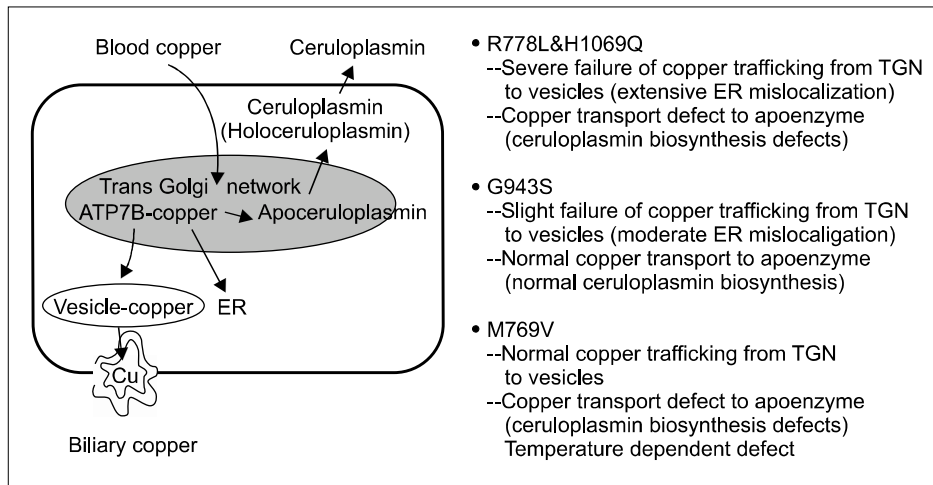 Blood copper
Ceruloplasmin
Ceruloplasmin
(Holoceruloplasmin)
Trans Golgi network
ATP7B-copper
Apoceruloplasmin
Vesicle-copper
ER
Cu
Biliary copper
• R778L&H1069Q
--Severe failure of copper trafficking from TGN
to vesicles (extensive ER mislocalization)
--Copper transport defect to apoenzyme
(ceruloplasmin biosynthesis defects)
• G943S
--Slight failure of copper trafficking from TGN
to vesicles (moderate ER mislocaligation)
--Normal copper transport to apoenzyme
(normal ceruloplasmin biosynthesis)
• M769V
--Normal copper trafficking from TGN
to vesicles
--Copper transport defect to apoenzyme
(ceruloplasmin biosynthesis defects)
Temperature dependent defect